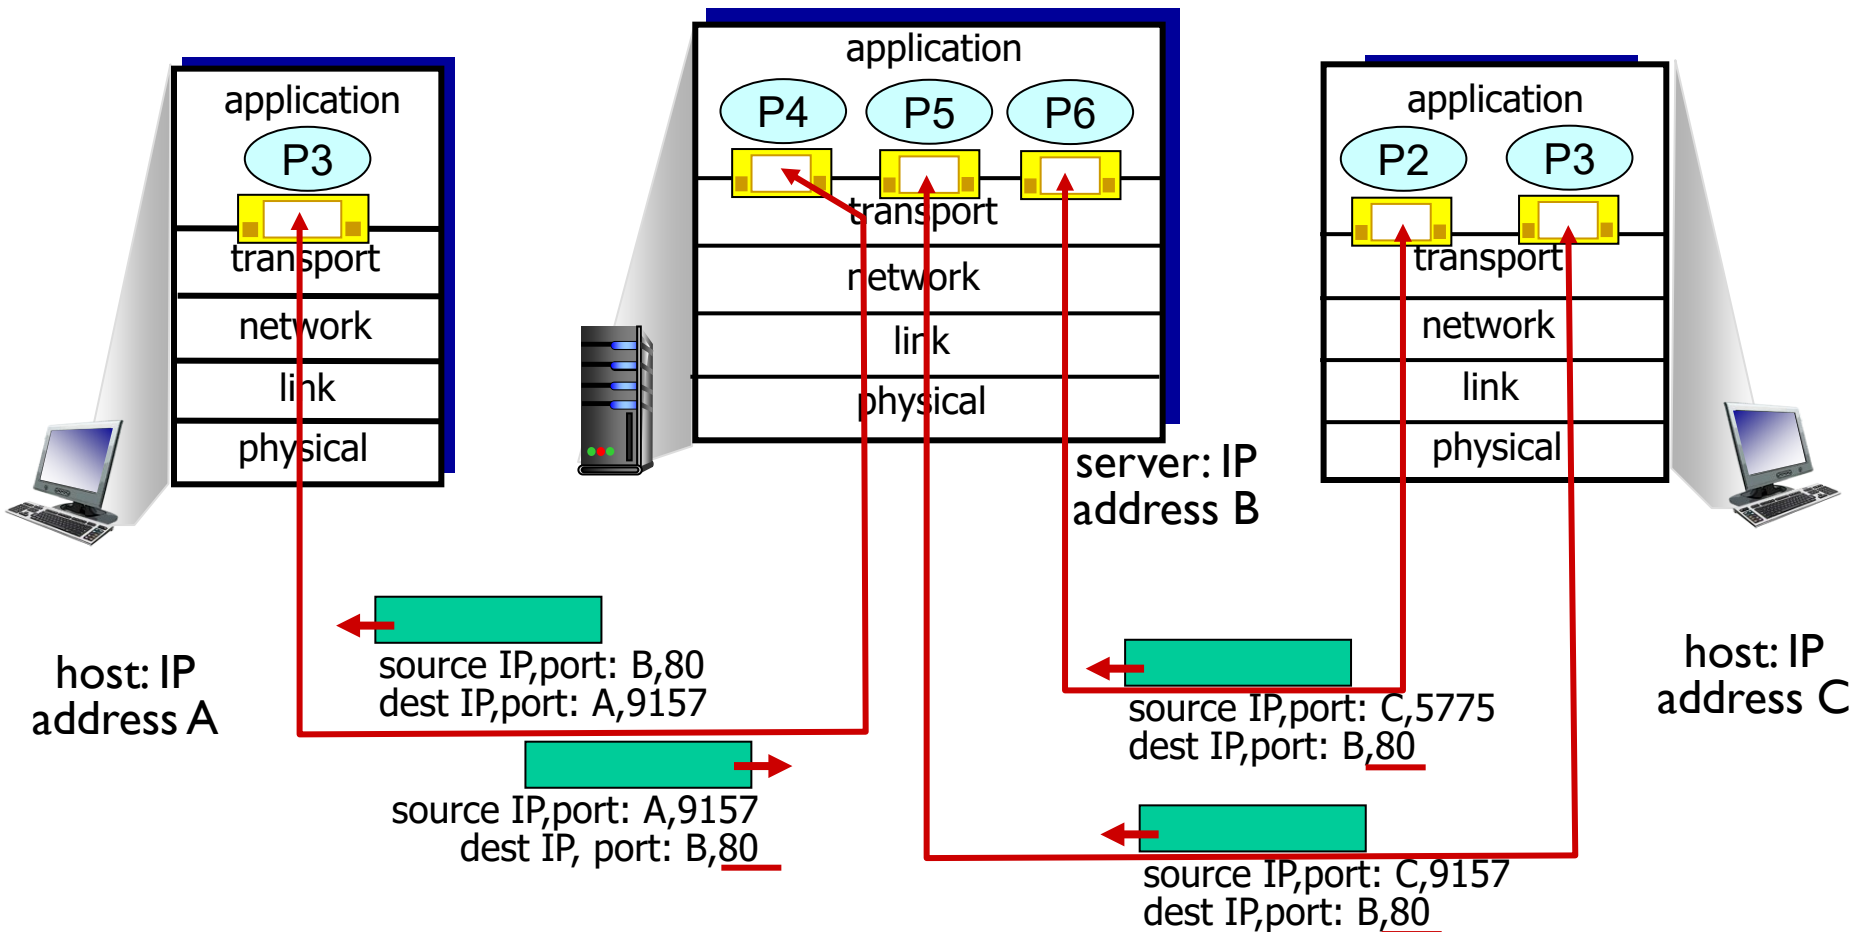 application
P3
transport
network
link
physical
host: IP
address A
application
P4
P5
P6
transport
network
link
physical
server: IP
address B
application
P2
P3
transport
network
link
physical
host: IP
address C
source IP,port: B,80
dest IP,port: A,9157
source IP,port: A,9157
dest IP, port: B,80
source IP,port: C,5775
dest IP,port: B,80
source IP,port: C,9157
dest IP,port: B,80